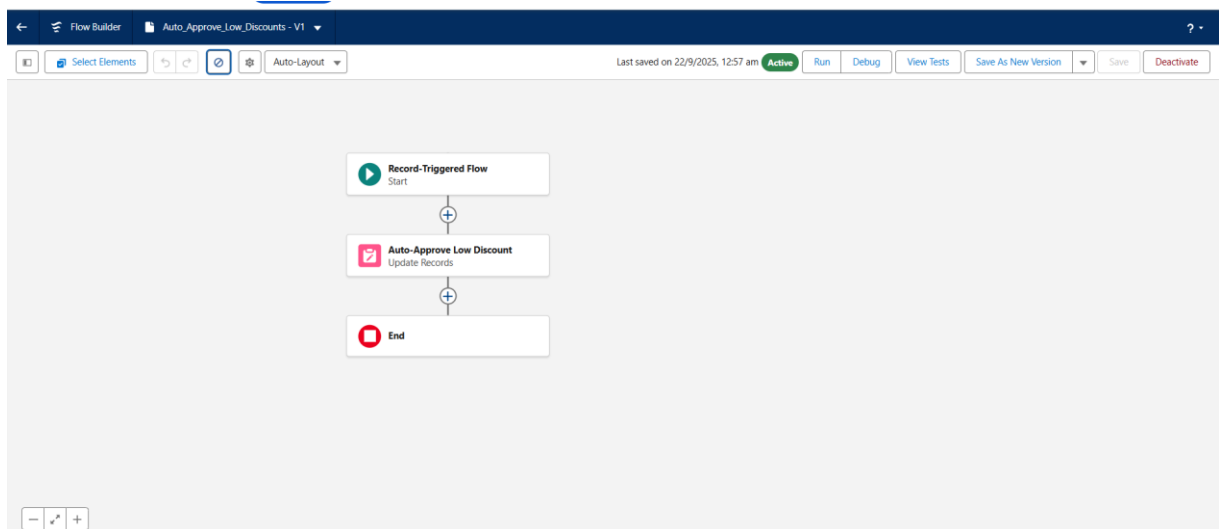 Flow Builder Auto_Approve_Low_Discounts - V1 ?
Select Elements Auto-Layout Last saved on 22/9/2025, 12:57 am Active Run Debug View Tests Save As New Version Save Deactivate
Record-Triggered Flow
Start
Auto-Approve Low Discount
Update Records
End